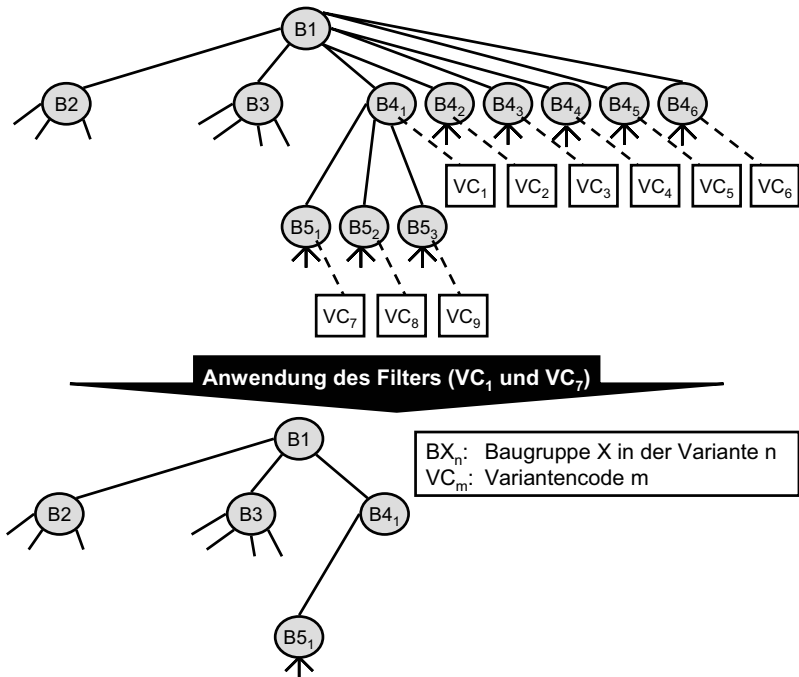 B1
B2
B3
B4₁
B4₂
B4₃
B4₄
B4₅
B4₆
VC₁
VC₂
VC₃
VC₄
VC₅
VC₆
B5₁
B5₂
B5₃
VC₇
VC₈
VC₉
Anwendung des Filters (VC₁ und VC₇)
B1
BXₙ: Baugruppe X in der Variante n
VCₘ: Variantencode m
B2
B3
B4₁
B5₁